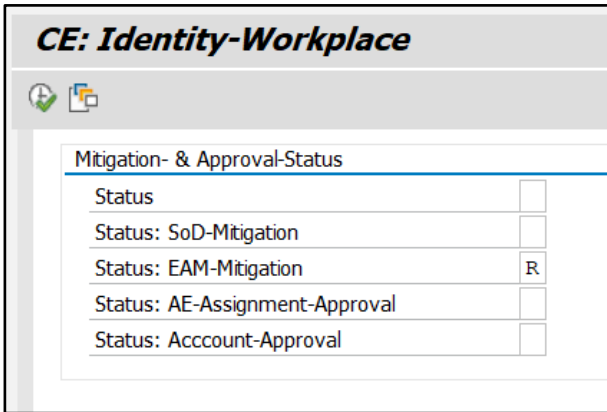 CE: Identity-Workplace
Mitigation- & Approval-Status
Status
Status: SoD-Mitigation
Status: EAM-Mitigation R
Status: AE-Assignment-Approval
Status: Acccount-Approval